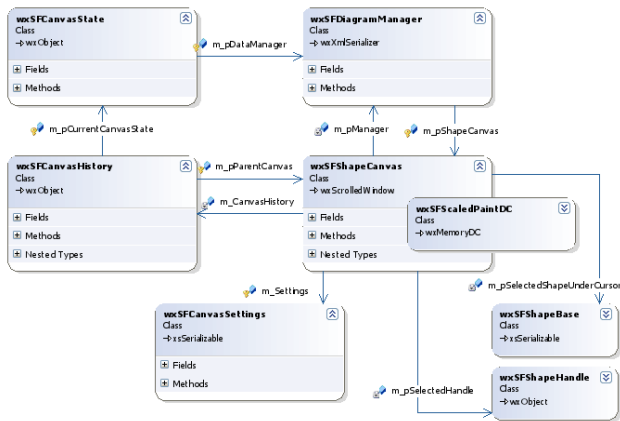 wxSFCanvasState
Class
wxObject
Fields
Methods
m_pDataManager
wxSFDiagramManager
Class
wxXmlSerializer
Fields
Methods
m_pCurrentCanvasState
m_pManager
m_pShapeCanvas
wxSFCanvasHistory
Class
wxObject
Fields
Methods
Nested Types
m_pParentCanvas
m_CanvasHistory
wxSFShapeCanvas
Class
wxScrolledWindow
Fields
Methods
Nested Types
wxSFScaledPaintDC
Class
wxMemoryDC
m_Settings
m_pSelectedShapeUnderCursor
wxSFCanvasSettings
Class
xsSerializable
Fields
Methods
wxSFShapeBase
Class
xsSerializable
m_pSelectedHandle
wxSFShapeHandle
Class
wxObject